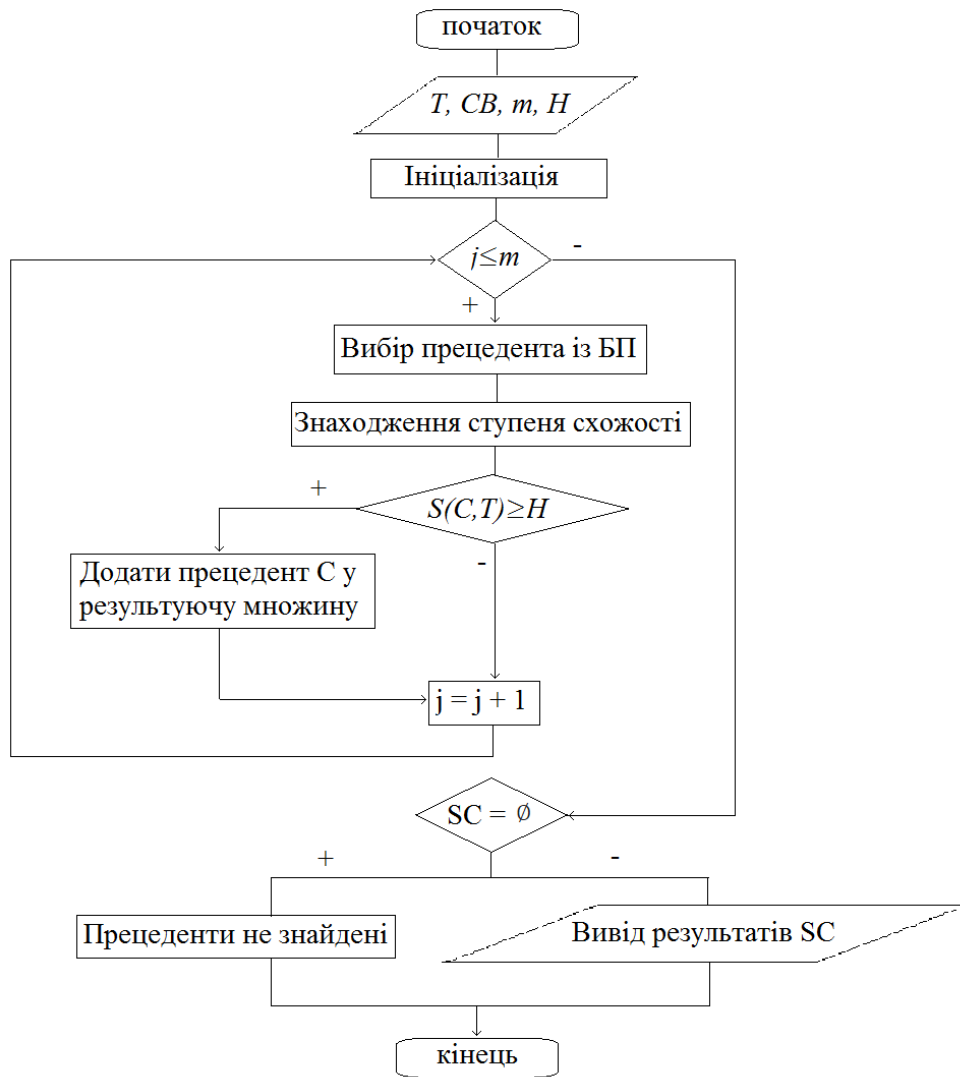 початок
T, CB, m, H
Ініціалізація
j≤m
-
+
Вибір прецедента із БП
Знаходження ступеня схожості
+
S(C,T)≥H
-
Додати прецедент С у
результуючу множину
j = j + 1
SC = ∅
+
-
Прецеденти не знайдені
Вивід результатів SC
кінець